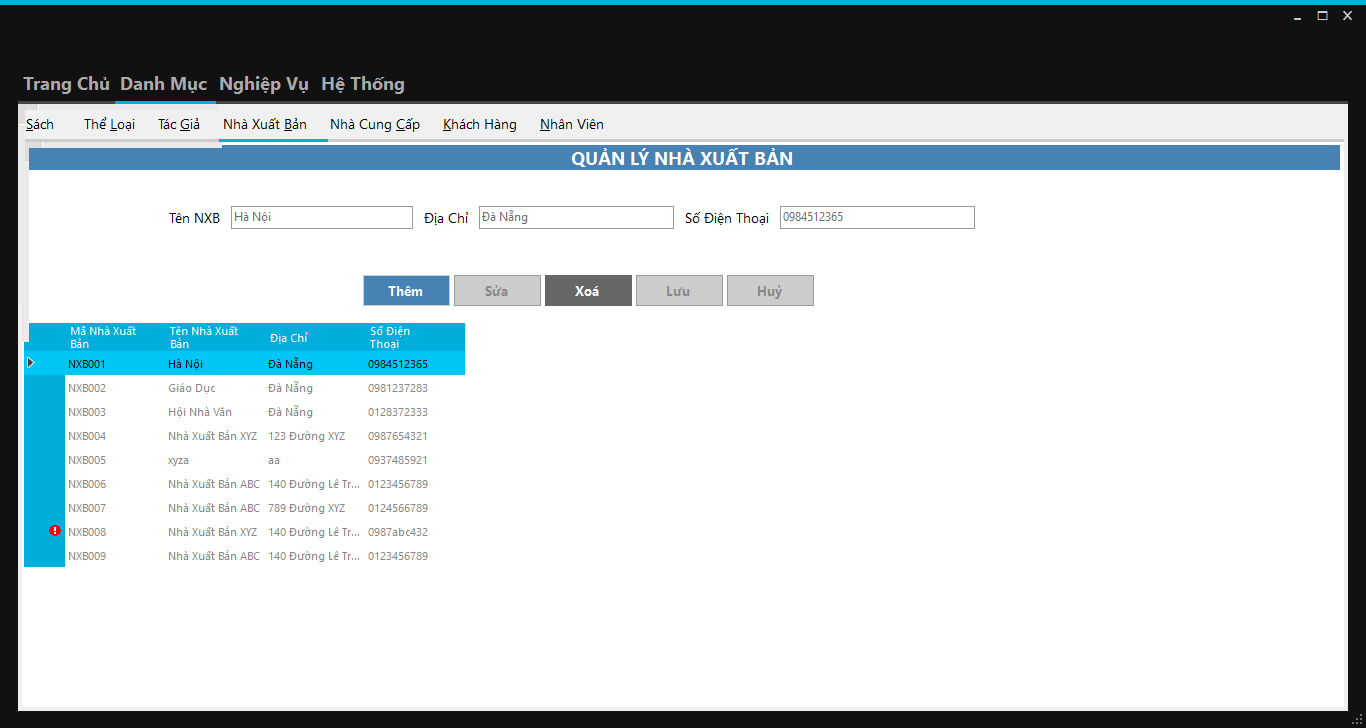 Trang Chủ Danh Mục Nghiệp Vụ Hệ Thống
Sách Thể Loại Tác Giả Nhà Xuất Bản Nhà Cung Cấp Khách Hàng Nhân Viên
QUẢN LÝ NHÀ XUẤT BẢN
Tên NXB Hà Nội Địa Chỉ Đà Nẵng Số Điện Thoại 0984512365
Thêm Sửa Xoá Lưu Huỷ
Mã Nhà Xuất Bản Tên Nhà Xuất Bản Địa Chỉ Số Điện Thoại
NXB001 Hà Nội Đà Nẵng 0984512365
NXB002 Giáo Dục Đà Nẵng 0981237283
NXB003 Hội Nhà Văn Đà Nẵng 0128372333
NXB004 Nhà Xuất Bản XYZ 123 Đường XYZ 0987654321
NXB005 xyza aa 0937485921
NXB006 Nhà Xuất Bản ABC 140 Đường Lê Tr... 0123456789
NXB007 Nhà Xuất Bản ABC 789 Đường XYZ 0124566789
NXB008 Nhà Xuất Bản XYZ 140 Đường Lê Tr... 0987abc432
NXB009 Nhà Xuất Bản ABC 140 Đường Lê Tr... 0123456789